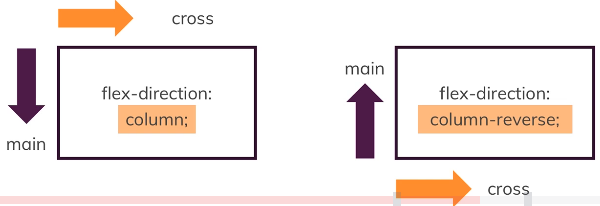 cross
flex-direction:
column;
main
main
flex-direction:
column-reverse;
cross